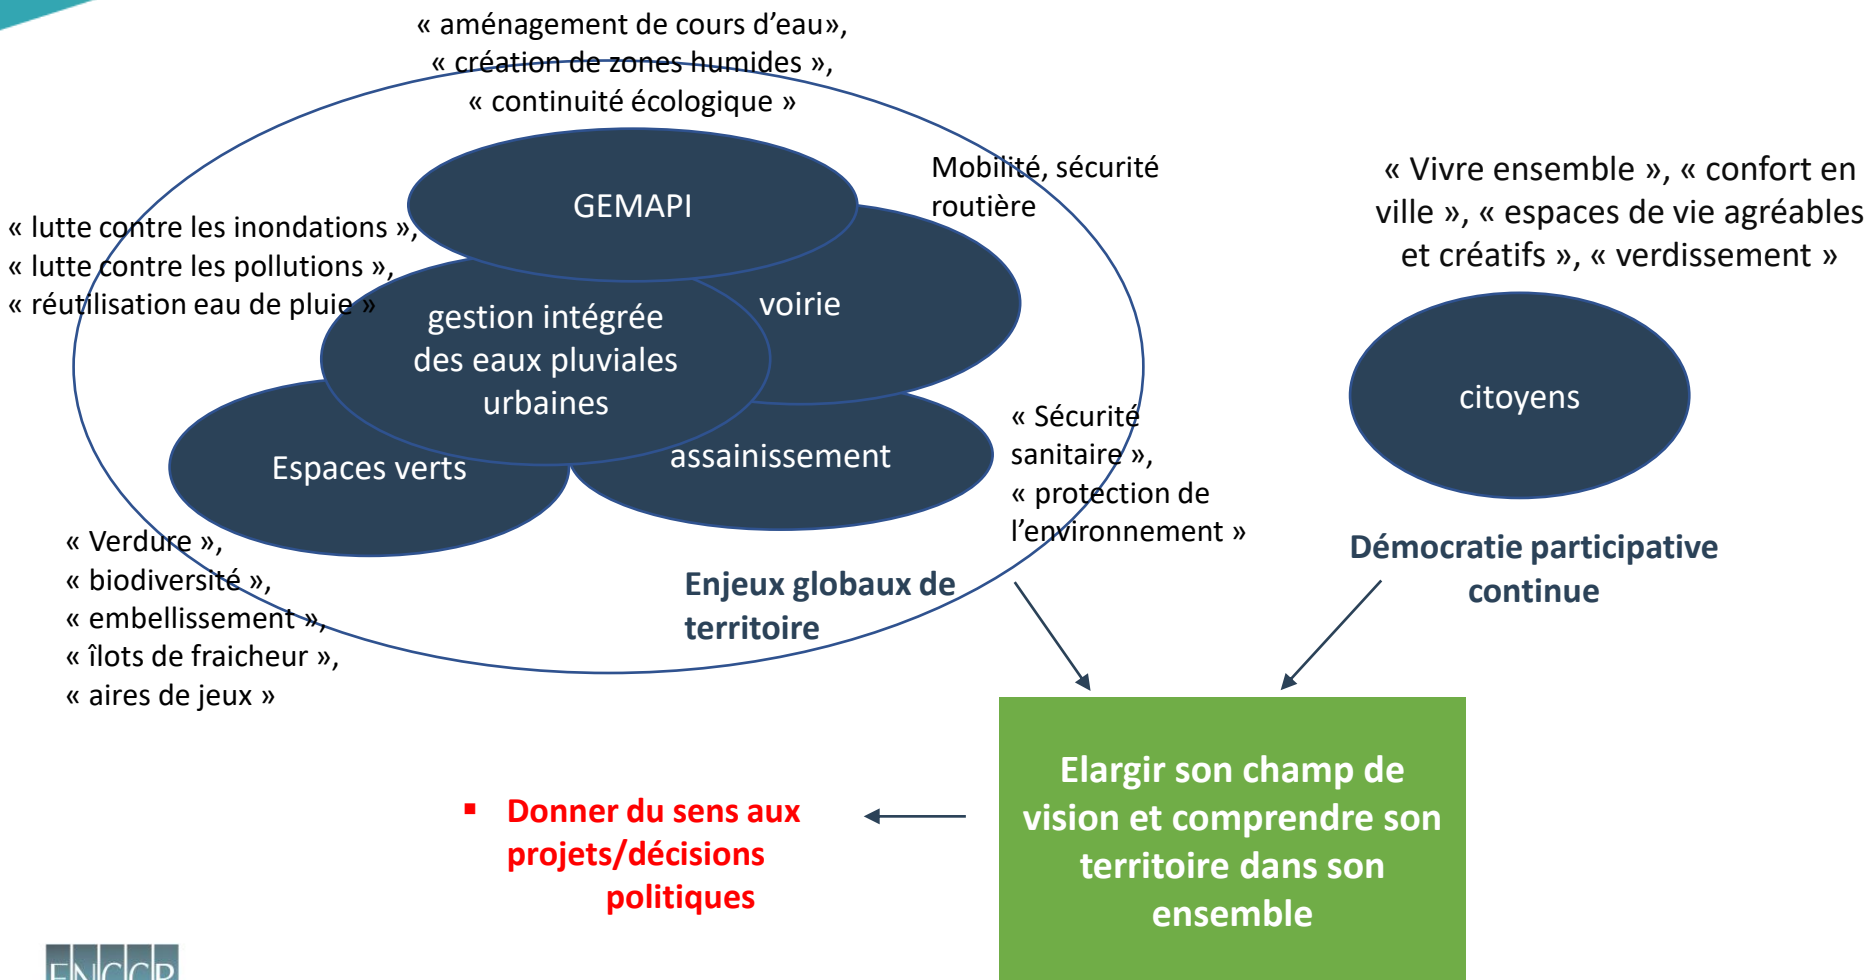 « aménagement de cours d’eau»,
« création de zones humides »,
« continuité écologique »
GEMAPI
Mobilité, sécurité
routière
« lutte contre les inondations »,
« lutte contre les pollutions »,
« réutilisation eau de pluie »
gestion intégrée
des eaux pluviales
urbaines
voirie
Espaces verts
assainissement
« Sécurité
sanitaire »,
« protection de
l’environnement »
« Verdure »,
« biodiversité »,
« embellissement »,
« îlots de fraicheur »,
« aires de jeux »
Enjeux globaux de
territoire
« Vivre ensemble », « confort en
ville », « espaces de vie agréables
et créatifs », « verdissement »
citoyens
Démocratie participative
continue
Elargir son champ de
vision et comprendre son
territoire dans son
ensemble
▪ Donner du sens aux
projets/décisions
politiques